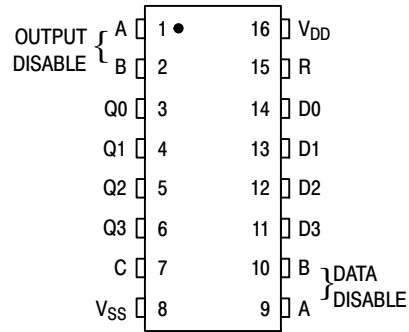 OUTPUT DISABLE
A 1 16 VDD
B 2 15 R
Q0 3 14 D0
Q1 4 13 D1
Q2 5 12 D2
Q3 6 11 D3
C 7 10 B
VSS 8 9 A
DATA DISABLE